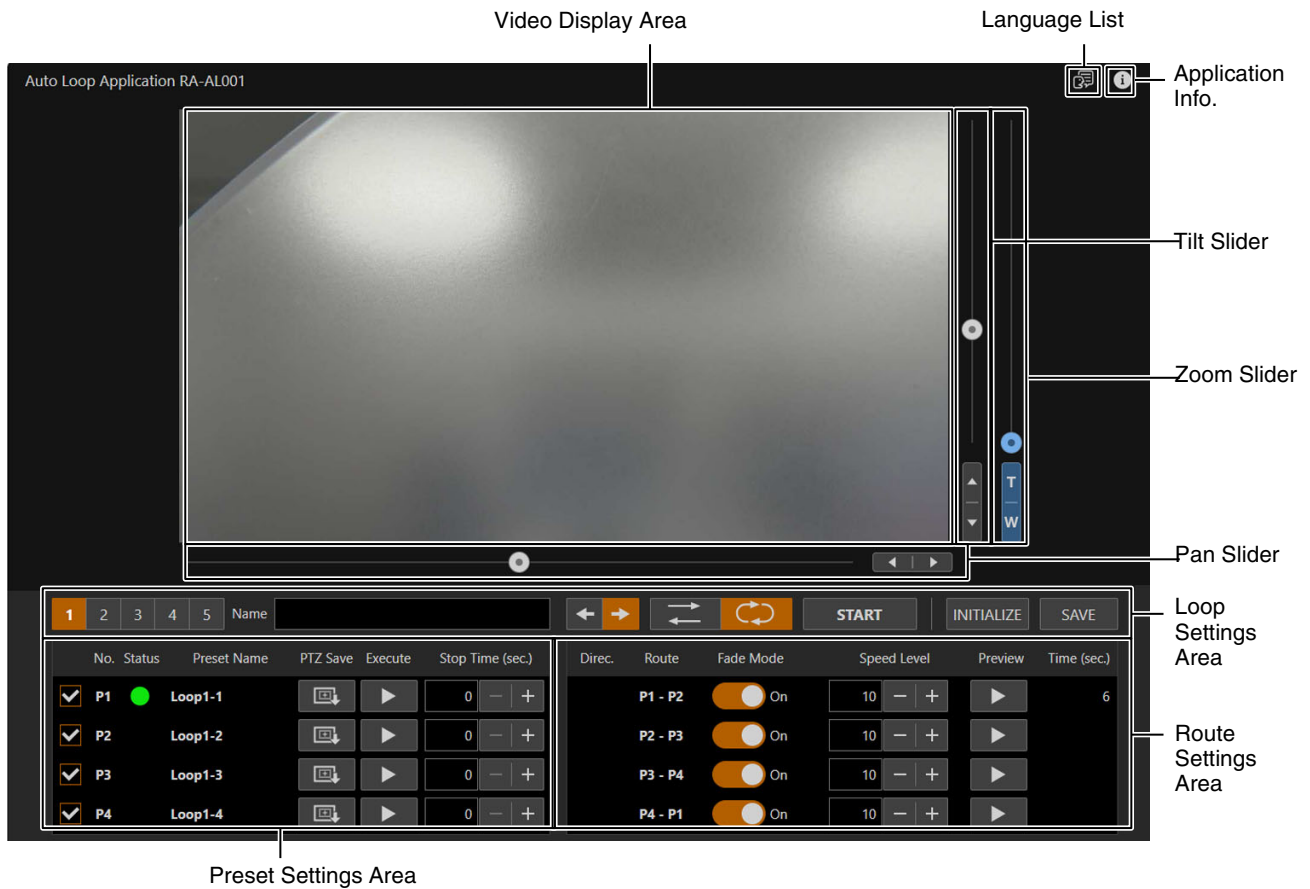 Video Display Area
Language List
Auto Loop Application RA-AL001
Application
Info.
Tilt Slider
Zoom Slider
T
W
Pan Slider
1 2 3 4 5 Name START INITIALIZE SAVE
Loop
Settings
Area
No. Status Preset Name PTZ Save Execute Stop Time (sec.) Direc. Route Fade Mode Speed Level Preview Time (sec.)
P1 Loop1-1 0 — + P1 - P2 On 10 — + 6
P2 Loop1-2 0 — + P2 - P3 On 10 — +
Route
Settings
Area
P3 Loop1-3 0 — + P3 - P4 On 10 — +
P4 Loop1-4 0 — + P4 - P1 On 10 — +
Preset Settings Area